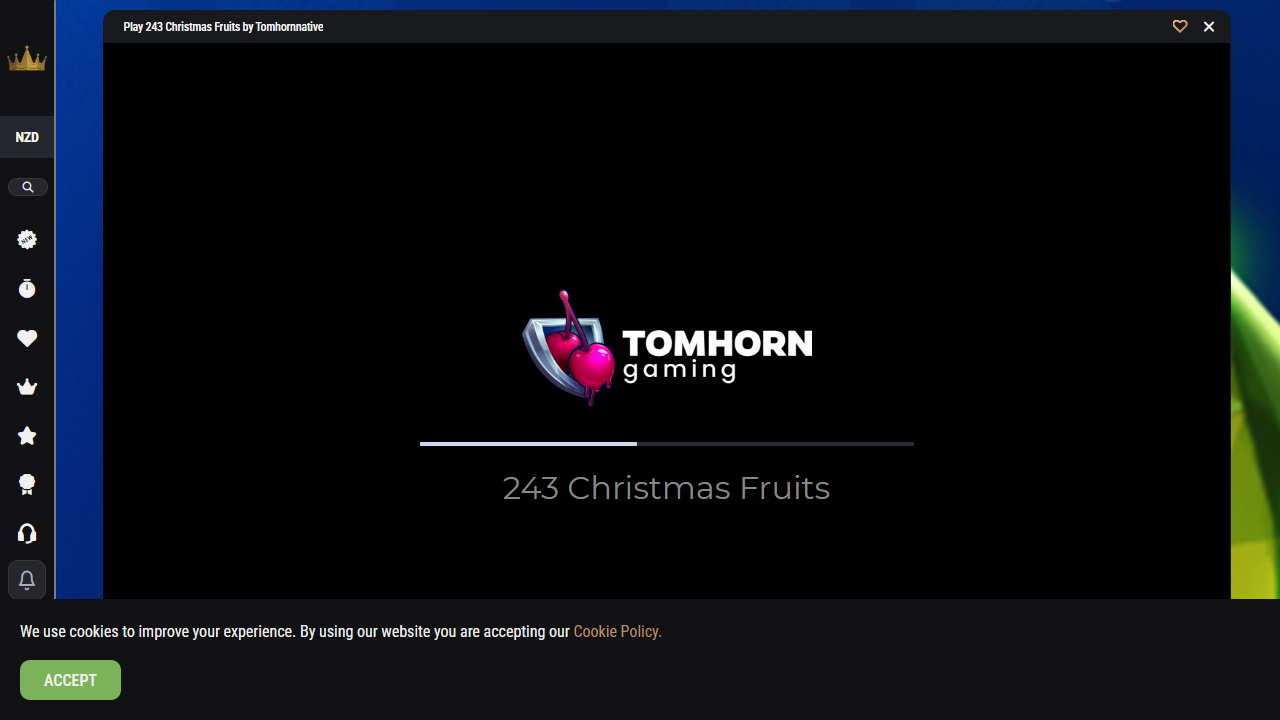 Play 243 Christmas Fruits by Tomhornnative
NZD
NEW
TOMHORN
gaming
243 Christmas Fruits
We use cookies to improve your experience. By using our website you are accepting our Cookie Policy.
ACCEPT